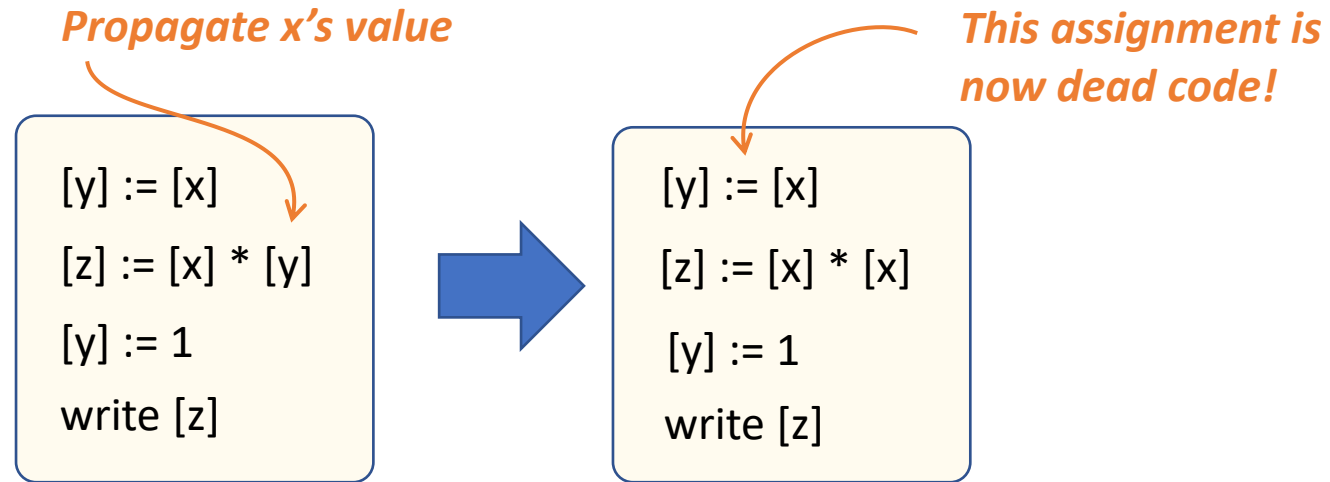 Propagate x's value
This assignment is
now dead code!
[y] := [x]
[z] := [x] * [y]
[y] := 1
write [z]
[y] := [x]
[z] := [x] * [x]
[y] := 1
write [z]